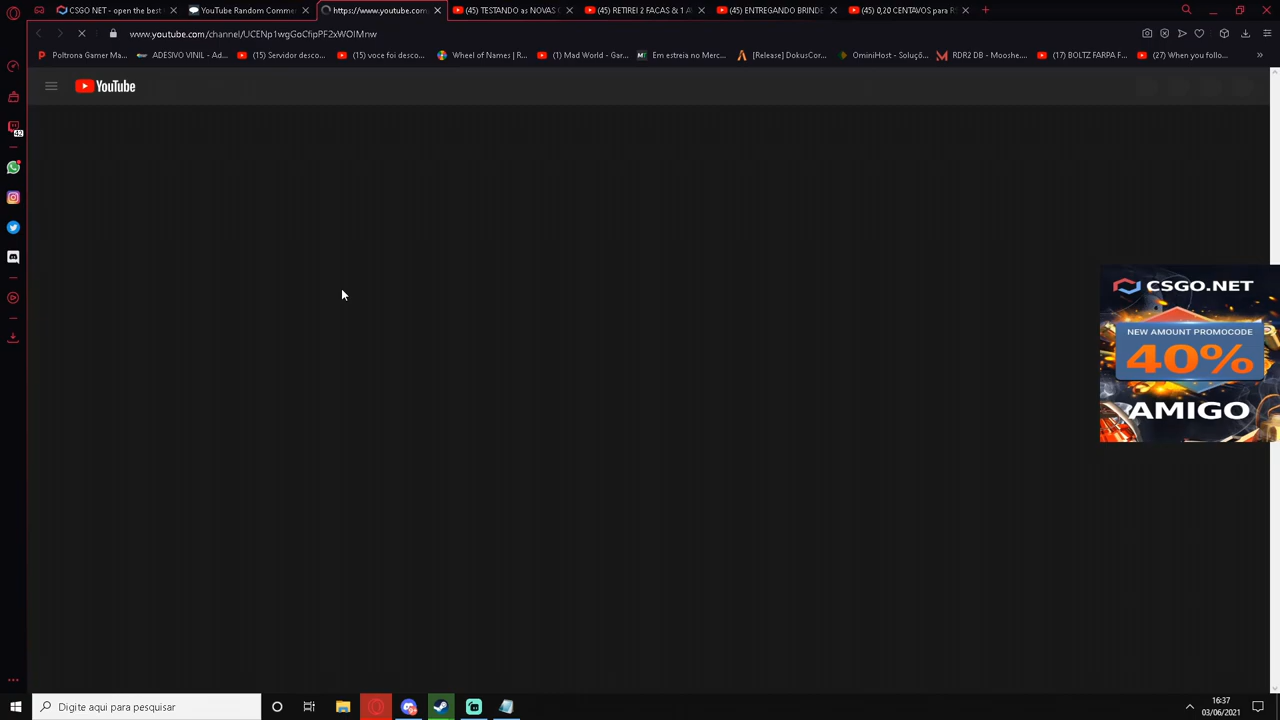 CSGO NET - open the best
YouTube Random Comme
https://www.youtube.com
(45) TESTANDO as NOVAS
(45) RETIREI 2 FACAS & 1 A
(45) ENTREGANDO BRINDE
(45) 0,20 CENTAVOS para R
www.youtube.com/channel/
Poltrona Gamer Ma...
ADESIVO VINIL - Ad...
(15) Servidor desco...
(15) voce foi desco...
Wheel of Names | R...
(1) Mad World - Gar...
Em estreia no Merc...
[Release] DokusCor...
OminiHost - Soluçõ...
RDR2 DB - Mooshe...
(17) BOLTZ FARPA F...
(27) When you follo...
YouTube
42
CSGO.NET
NEW AMOUNT PROMOCODE
40%
AMIGO
Digite aqui para pesquisar
16:37
03/06/2021